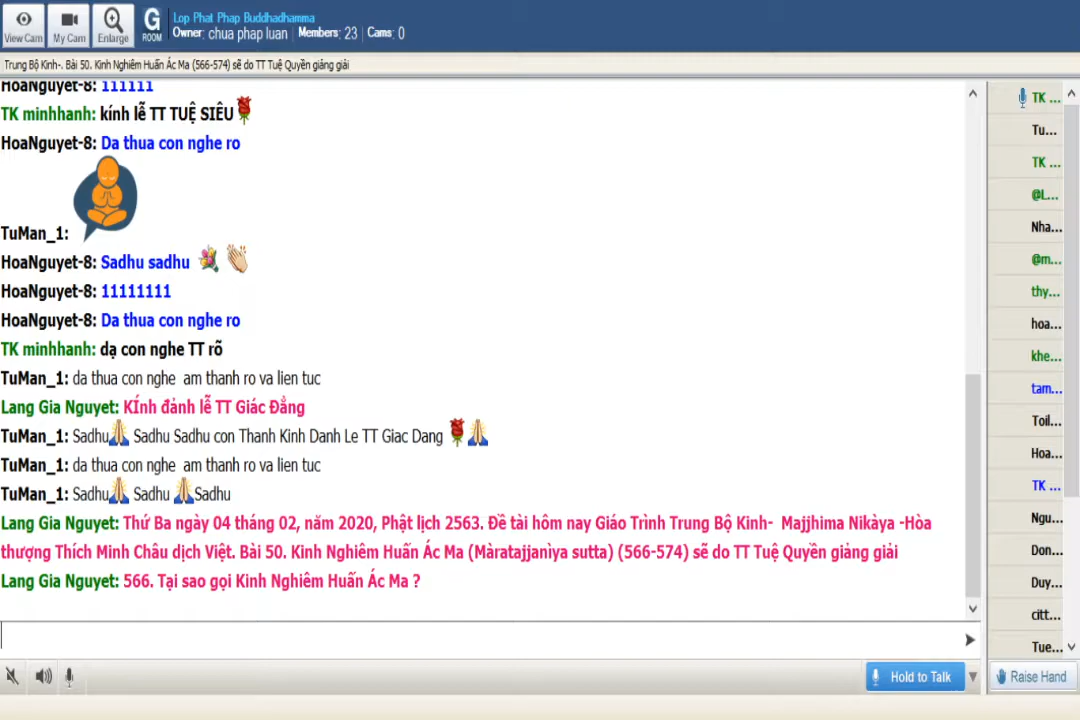 View Cam
My Cam
Enlarge
G ROOM
Lop Phat Phap Buddhadhamma
Owner: chua phap luan | Members: 23 | Cams: 0
Trung Bộ Kinh-. Bài 50. Kinh Nghiêm Huấn Ác Ma (566-574) sẽ do TT Tuệ Quyền giảng giải
HoaNguyet-8: 111111
TK minhhanh: kính lễ TT TUỆ SIÊU
HoaNguyet-8: Da thua con nghe ro
TuMan_1:
HoaNguyet-8: Sadhu sadhu
HoaNguyet-8: 11111111
HoaNguyet-8: Da thua con nghe ro
TK minhhanh: dạ con nghe TT rõ
TuMan_1: da thua con nghe am thanh ro va lien tuc
Lang Gia Nguyet: KÍnh đảnh lễ TT Giác Đẳng
TuMan_1: Sadhu Sadhu Sadhu con Thanh Kinh Danh Le TT Giac Dang
TuMan_1: da thua con nghe am thanh ro va lien tuc
TuMan_1: Sadhu Sadhu Sadhu
Lang Gia Nguyet: Thứ Ba ngày 04 tháng 02, năm 2020, Phật lịch 2563. Đề tài hôm nay Giáo Trình Trung Bộ Kinh- Majjhima Nikàya -Hòa
thượng Thích Minh Châu dịch Việt. Bài 50. Kinh Nghiêm Huấn Ác Ma (Màratajjanìya sutta) (566-574) sẽ do TT Tuệ Quyền giảng giải
Lang Gia Nguyet: 566. Tại sao gọi Kinh Nghiêm Huấn Ác Ma ?
TK ...
Tu...
TK ...
@L...
Nha...
@m...
thy...
hoa...
khe...
tam...
Toil...
Hoa...
TK ...
Ngu...
Don...
Duy...
citt...
Tue...
Hold to Talk
Raise Hand